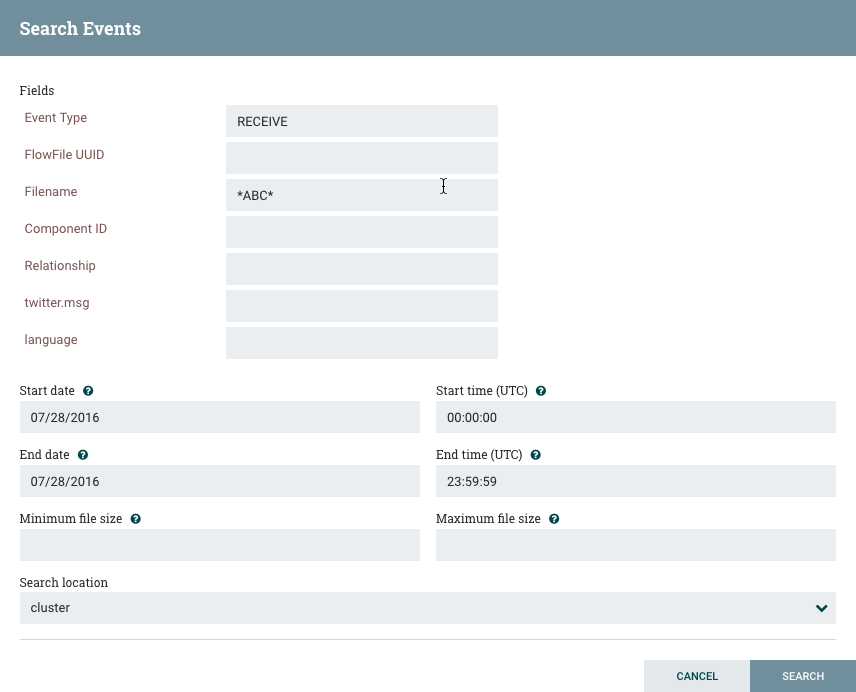 Search Events
Fields
Event Type
RECEIVE
FlowFile UUID
Filename
*ABC*
Component ID
Relationship
twitter.msg
language
Start date
Start time (UTC)
07/28/2016
00:00:00
End date
End time (UTC)
07/28/2016
23:59:59
Minimum file size
Maximum file size
Search location
cluster
CANCEL
SEARCH